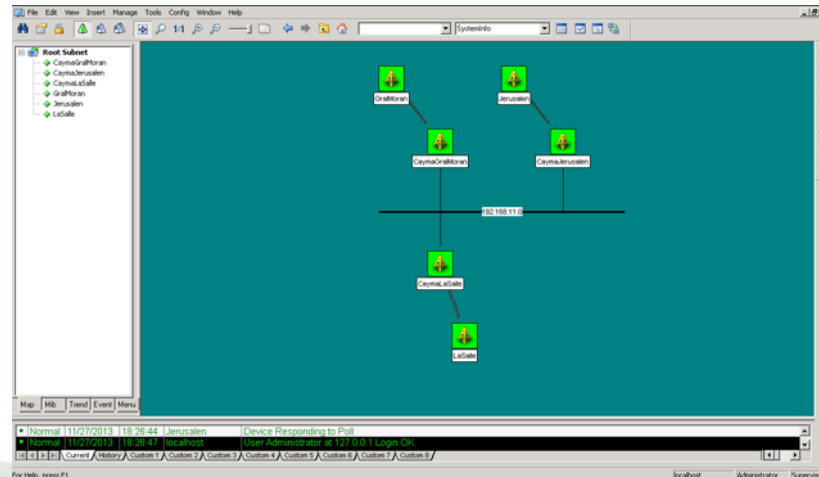 File Edit View Insert Manage Tools Config Window Help
1:1 SystemInfo
Root Subnet
CaymaGralMoran
CaymaJerusalen
CaymaLaSalle
GralMoran
Jerusalen
LaSalle
GralMoran Jerusalen
CaymaGralMoran CaymaJerusalen
192.168.11.0
CaymaLaSalle
LaSalle
Map Mib Trend Event Menu
Normal 11/27/2013 18:26:44 Jerusalen Device Responding to Poll
Normal 11/27/2013 18:26:47 localhost User Administrator at 127.0.0.1 Login OK
Current History Custom 1 Custom 2 Custom 3 Custom 4 Custom 5 Custom 6 Custom 7 Custom 8
For Help, press F1 localhost Administrator